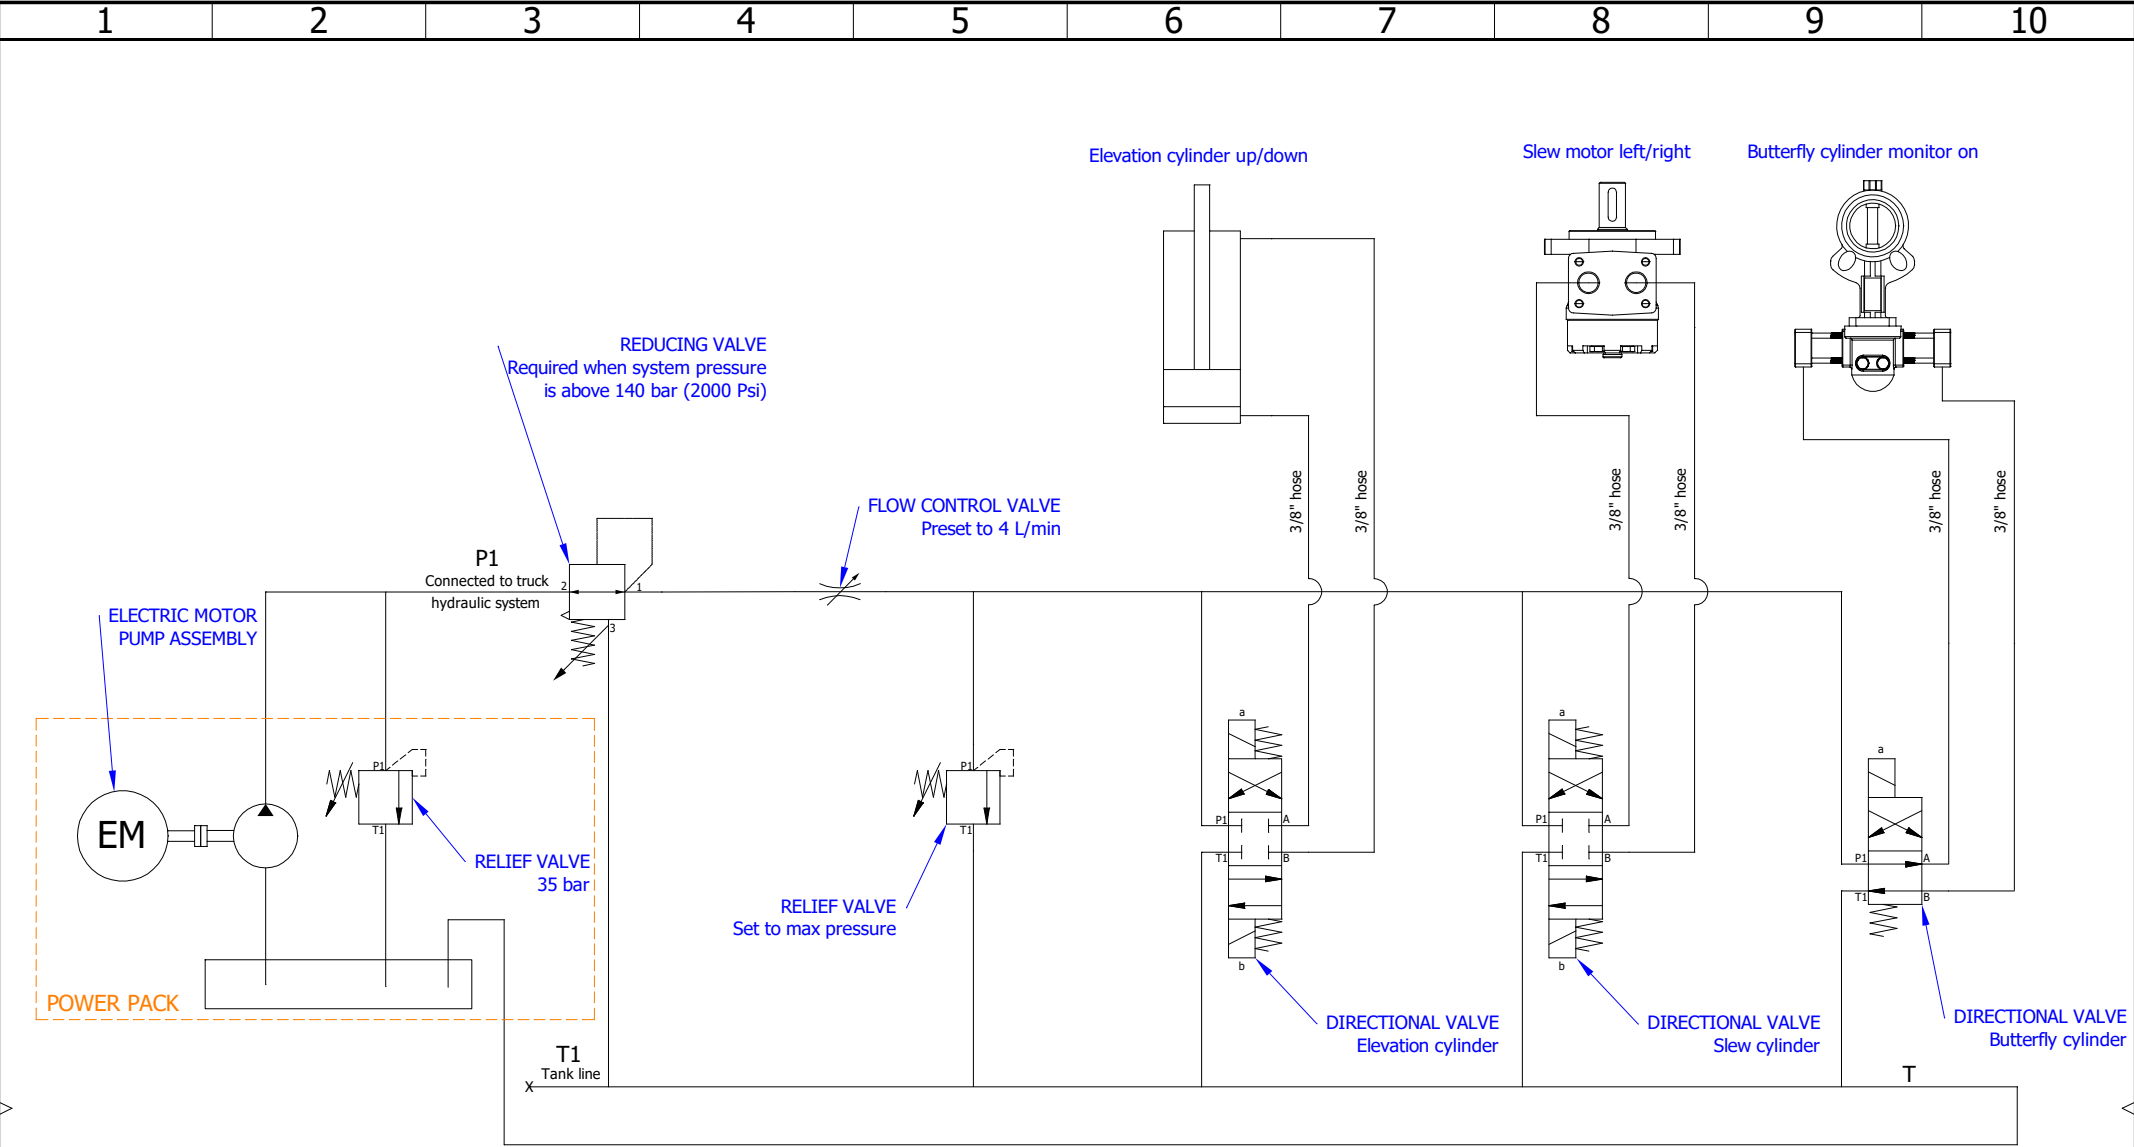 1 2 3 4 5 6 7 8 9 10
Elevation cylinder up/down
Slew motor left/right
Butterfly cylinder monitor on
REDUCING VALVE
Required when system pressure
is above 140 bar (2000 Psi)
FLOW CONTROL VALVE
Preset to 4 L/min
3/8" hose
3/8" hose
3/8" hose
3/8" hose
3/8" hose
3/8" hose
P1
Connected to truck
hydraulic system
2
1
3
ELECTRIC MOTOR
PUMP ASSEMBLY
EM
P1
T1
RELIEF VALVE
35 bar
POWER PACK
P1
T1
RELIEF VALVE
Set to max pressure
a
P1 A
T1 B
b
DIRECTIONAL VALVE
Elevation cylinder
a
P1 A
T1 B
b
DIRECTIONAL VALVE
Slew cylinder
a
P1 A
T1 B
DIRECTIONAL VALVE
Butterfly cylinder
T1
Tank line
X
T